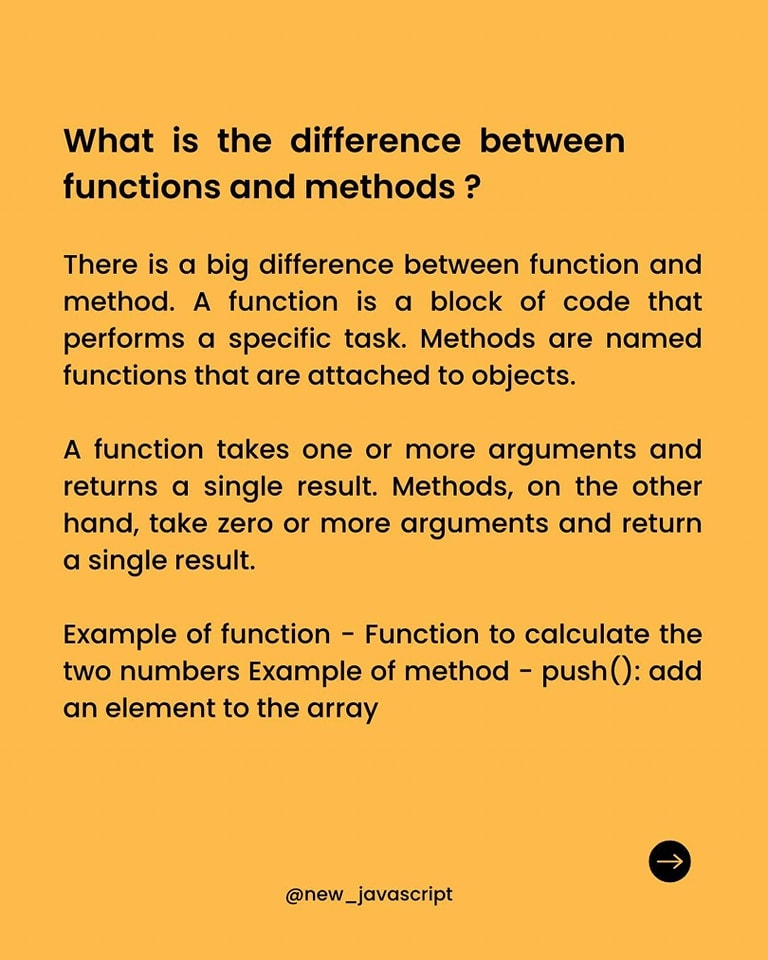 What is the difference between
functions and methods ?
There is a big difference between function and
method. A function is a block of code that
performs a specific task. Methods are named
functions that are attached to objects.
A function takes one or more arguments and
returns a single result. Methods, on the other
hand, take zero or more arguments and return
a single result.
Example of function - Function to calculate the
two numbers Example of method - push(): add
an element to the array
@new_javascript